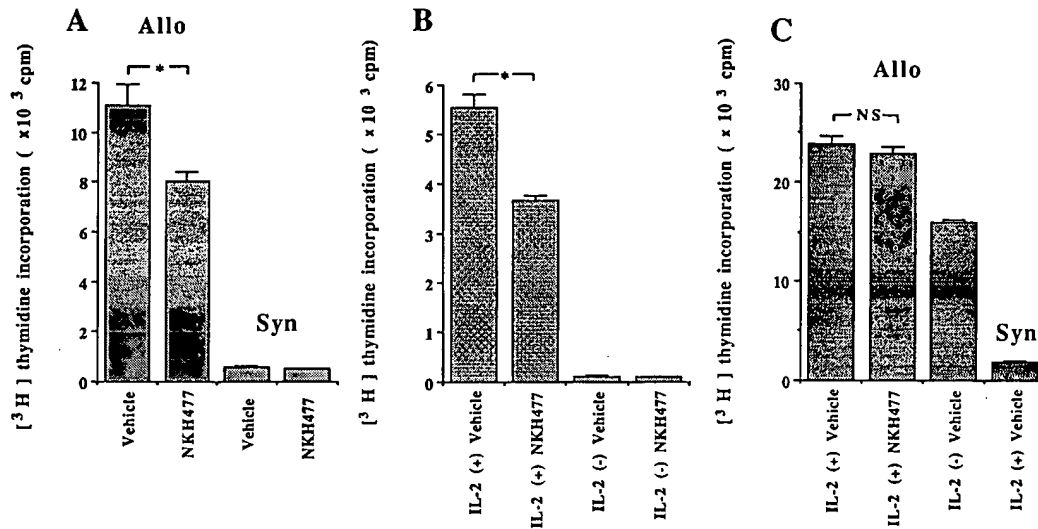 A
Allo
[ ³ H ] thymidine incorporation ( × 10 ³ cpm)
12
10
8
6
4
2
0
*
Syn
Vehicle
NKH477
Vehicle
NKH477
B
[ ³ H ] thymidine incorporation ( × 10 ³ cpm)
6
5
4
3
2
1
0
*
IL-2 (+) Vehicle
IL-2 (+) NKH477
IL-2 (-) Vehicle
IL-2 (-) NKH477
C
Allo
[ ³ H ] thymidine incorporation ( × 10 ³ cpm)
30
20
10
0
NS
Syn
IL-2 (+) Vehicle
IL-2 (+) NKH477
IL-2 (-) Vehicle
IL-2 (+) Vehicle